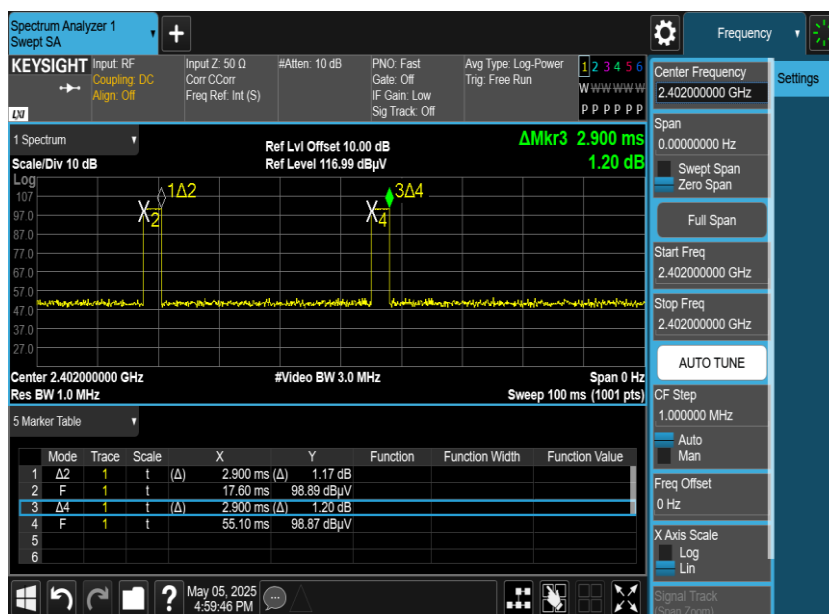 Spectrum Analyzer 1
Swept SA
+
Frequency
KEYSIGHT
Input: RF
Coupling: DC
Align: Off
Input Z: 50 Ω
Corr CCorr
Freq Ref: Int (S)
#Atten: 10 dB
PNO: Fast
Gate: Off
IF Gain: Low
Sig Track: Off
Avg Type: Log-Power
Trig: Free Run
1 2 3 4 5 6
W W W W W W
P P P P P P
LXI
1 Spectrum
Scale/Div 10 dB
Ref Lvl Offset 10.00 dB
Ref Level 116.99 dBµV
ΔMkr3 2.900 ms
1.20 dB
Log
107
97.0
87.0
77.0
67.0
57.0
47.0
37.0
27.0
1Δ2
X2
3Δ4
X4
Center 2.402000000 GHz
Res BW 1.0 MHz
#Video BW 3.0 MHz
Span 0 Hz
Sweep 100 ms (1001 pts)
5 Marker Table
Mode Trace Scale X Y Function Function Width Function Value
1 Δ2 1 t (Δ) 2.900 ms (Δ) 1.17 dB
2 F 1 t 17.60 ms 98.89 dBµV
3 Δ4 1 t (Δ) 2.900 ms (Δ) 1.20 dB
4 F 1 t 55.10 ms 98.87 dBµV
5
6
May 05, 2025
4:59:46 PM
?
Center Frequency
2.402000000 GHz
Span
0.00000000 Hz
Swept Span
Zero Span
Full Span
Start Freq
2.402000000 GHz
Stop Freq
2.402000000 GHz
AUTO TUNE
CF Step
1.000000 MHz
Auto
Man
Freq Offset
0 Hz
X Axis Scale
Log
Lin
Signal Track
(Span Zoom)
Settings